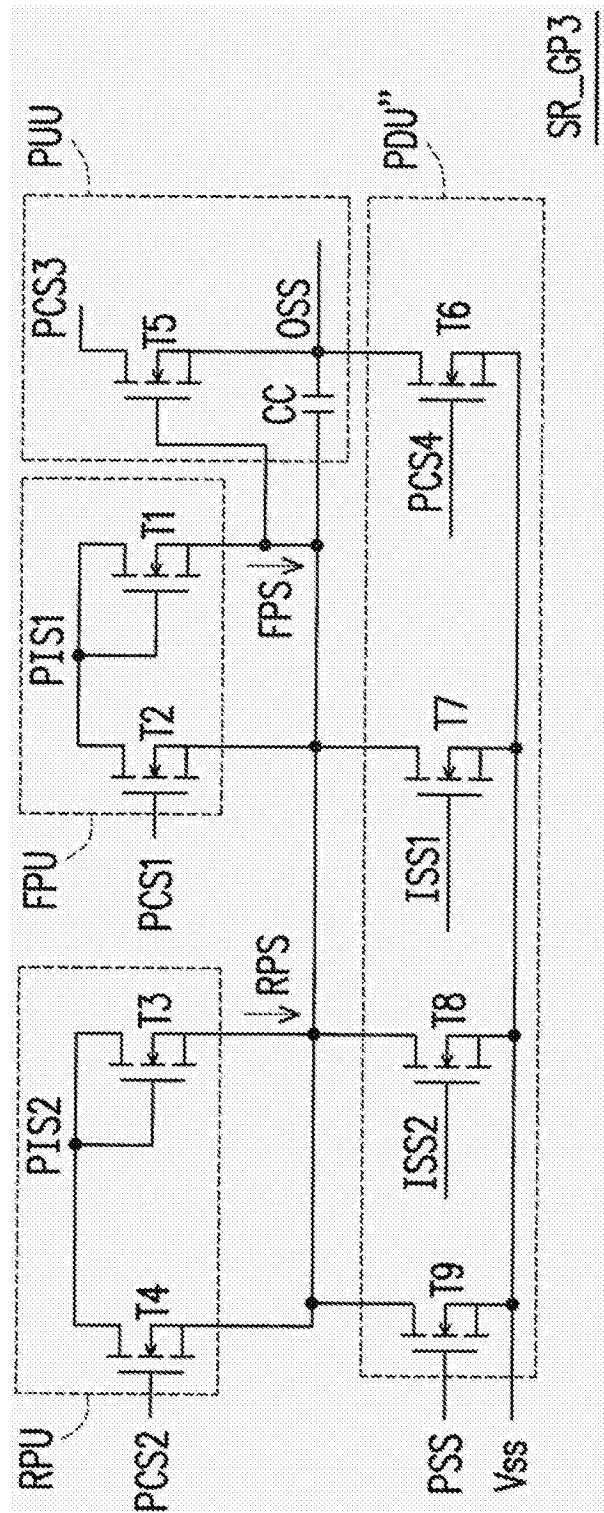 RPU
FPU
PUU
PIS2
PIS1
PCS3
T4
T3
T2
T1
T5
PCS2
PCS1
RPS
FPS
CC
OSS
PDU”
PSS
T9
ISS2
T8
ISS1
T7
PCS4
T6
Vss
SR_GP3